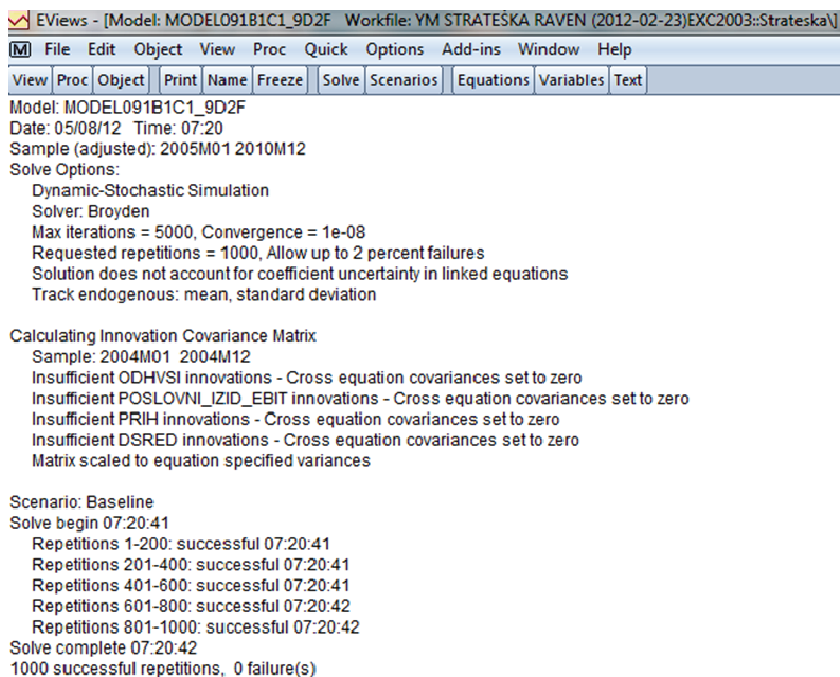 EViews - [Model: MODEL091B1C1_9D2F Workfile: YM STRATEŠKA RAVEN (2012-02-23)EXC2003::Strateska\]
M File Edit Object View Proc Quick Options Add-ins Window Help
View Proc Object Print Name Freeze Solve Scenarios Equations Variables Text
Model: MODEL091B1C1_9D2F
Date: 05/08/12 Time: 07:20
Sample (adjusted): 2005M01 2010M12
Solve Options:
Dynamic-Stochastic Simulation
Solver: Broyden
Max iterations = 5000, Convergence = 1e-08
Requested repetitions = 1000, Allow up to 2 percent failures
Solution does not account for coefficient uncertainty in linked equations
Track endogenous: mean, standard deviation
Calculating Innovation Covariance Matrix
Sample: 2004M01 2004M12
Insufficient ODHVSI innovations - Cross equation covariances set to zero
Insufficient POSLOVNI_IZID_EBIT innovations - Cross equation covariances set to zero
Insufficient PRIH innovations - Cross equation covariances set to zero
Insufficient DSRED innovations - Cross equation covariances set to zero
Matrix scaled to equation specified variances
Scenario: Baseline
Solve begin 07:20:41
Repetitions 1-200: successful 07:20:41
Repetitions 201-400: successful 07:20:41
Repetitions 401-600: successful 07:20:41
Repetitions 601-800: successful 07:20:42
Repetitions 801-1000: successful 07:20:42
Solve complete 07:20:42
1000 successful repetitions, 0 failure(s)